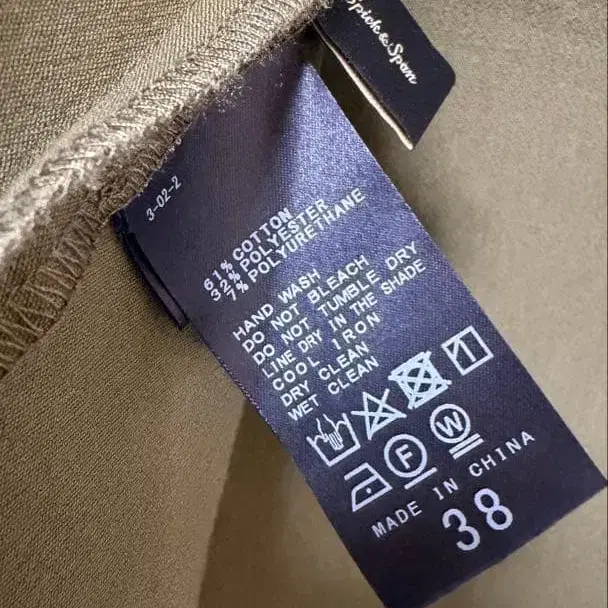 Spick & Span
3-02-2
61% COTTON
32% POLYESTER
7% POLYURETHANE
HAND WASH
DO NOT BLEACH
DO NOT TUMBLE DRY
LINE DRY IN THE SHADE
COOL IRON
DRY CLEAN
WET CLEAN
F W
MADE IN CHINA
38